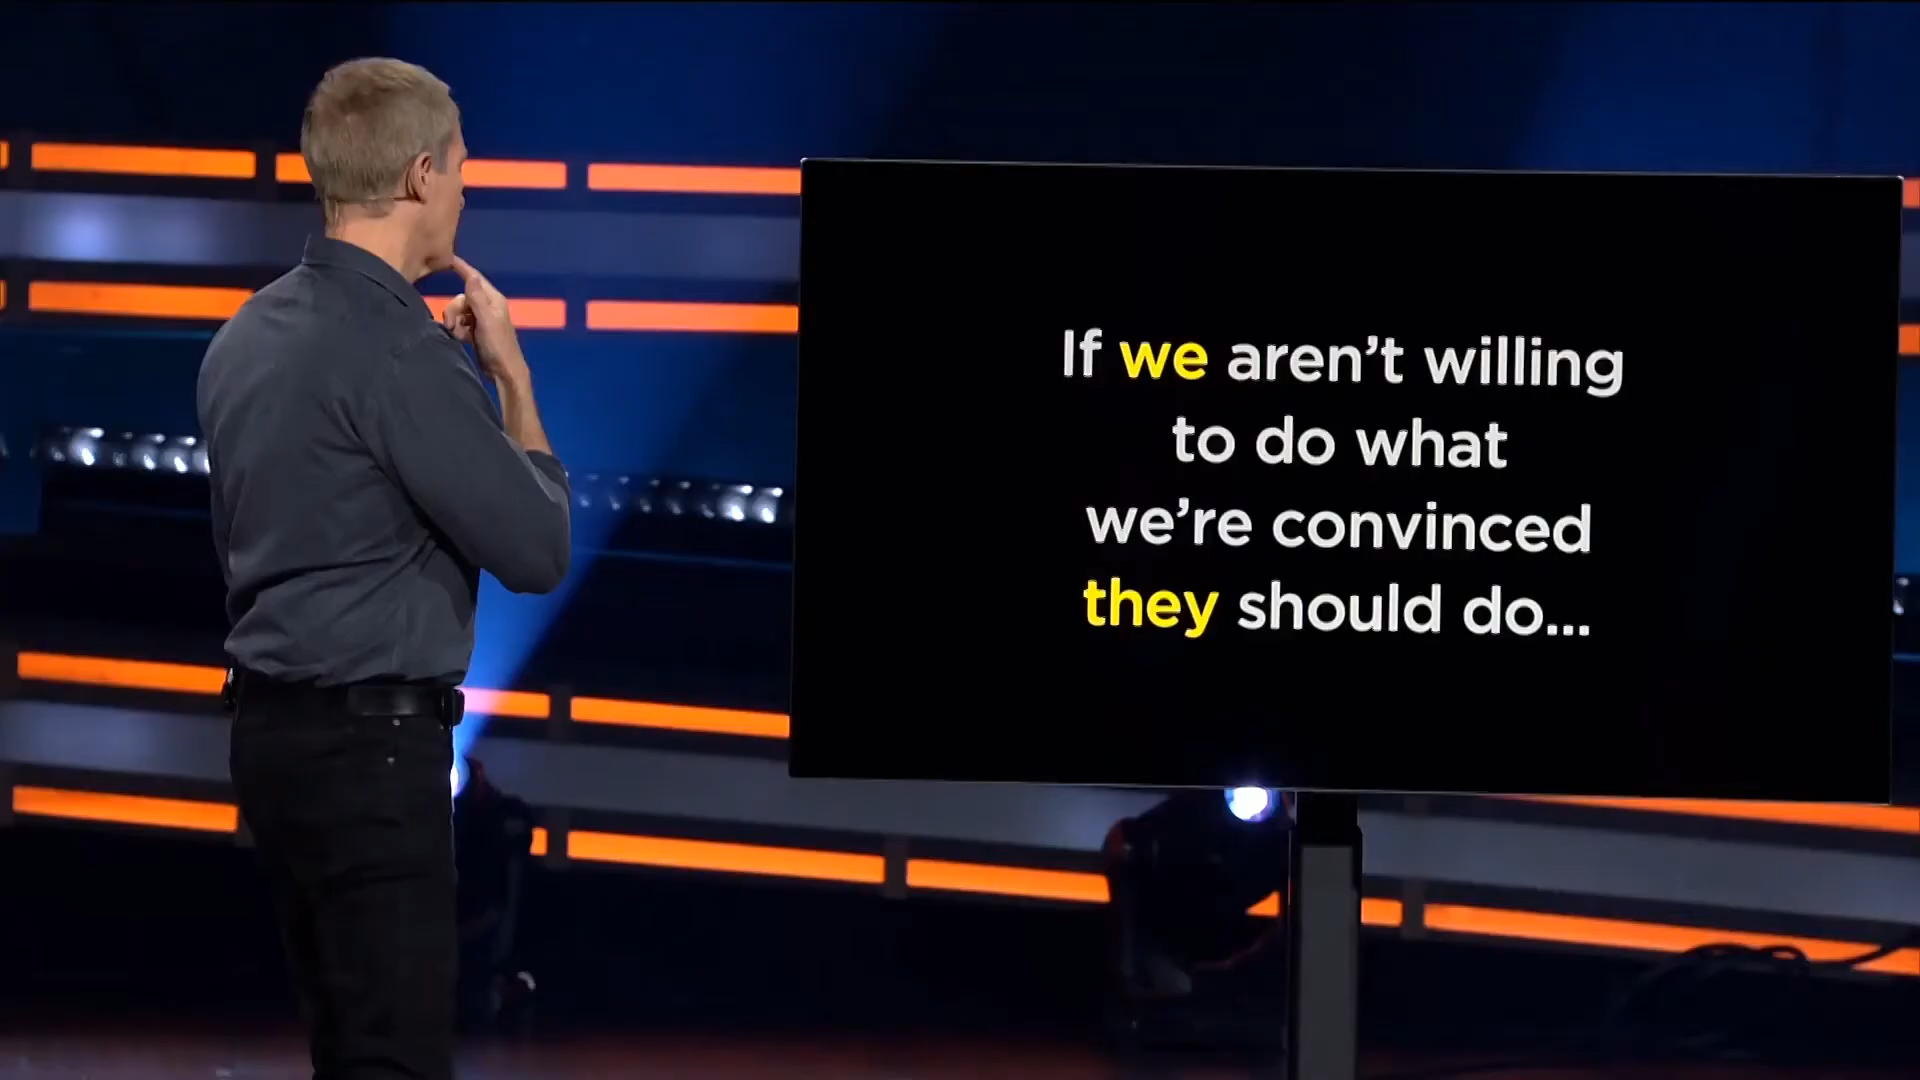 If we aren’t willing
to do what
we’re convinced
they should do...